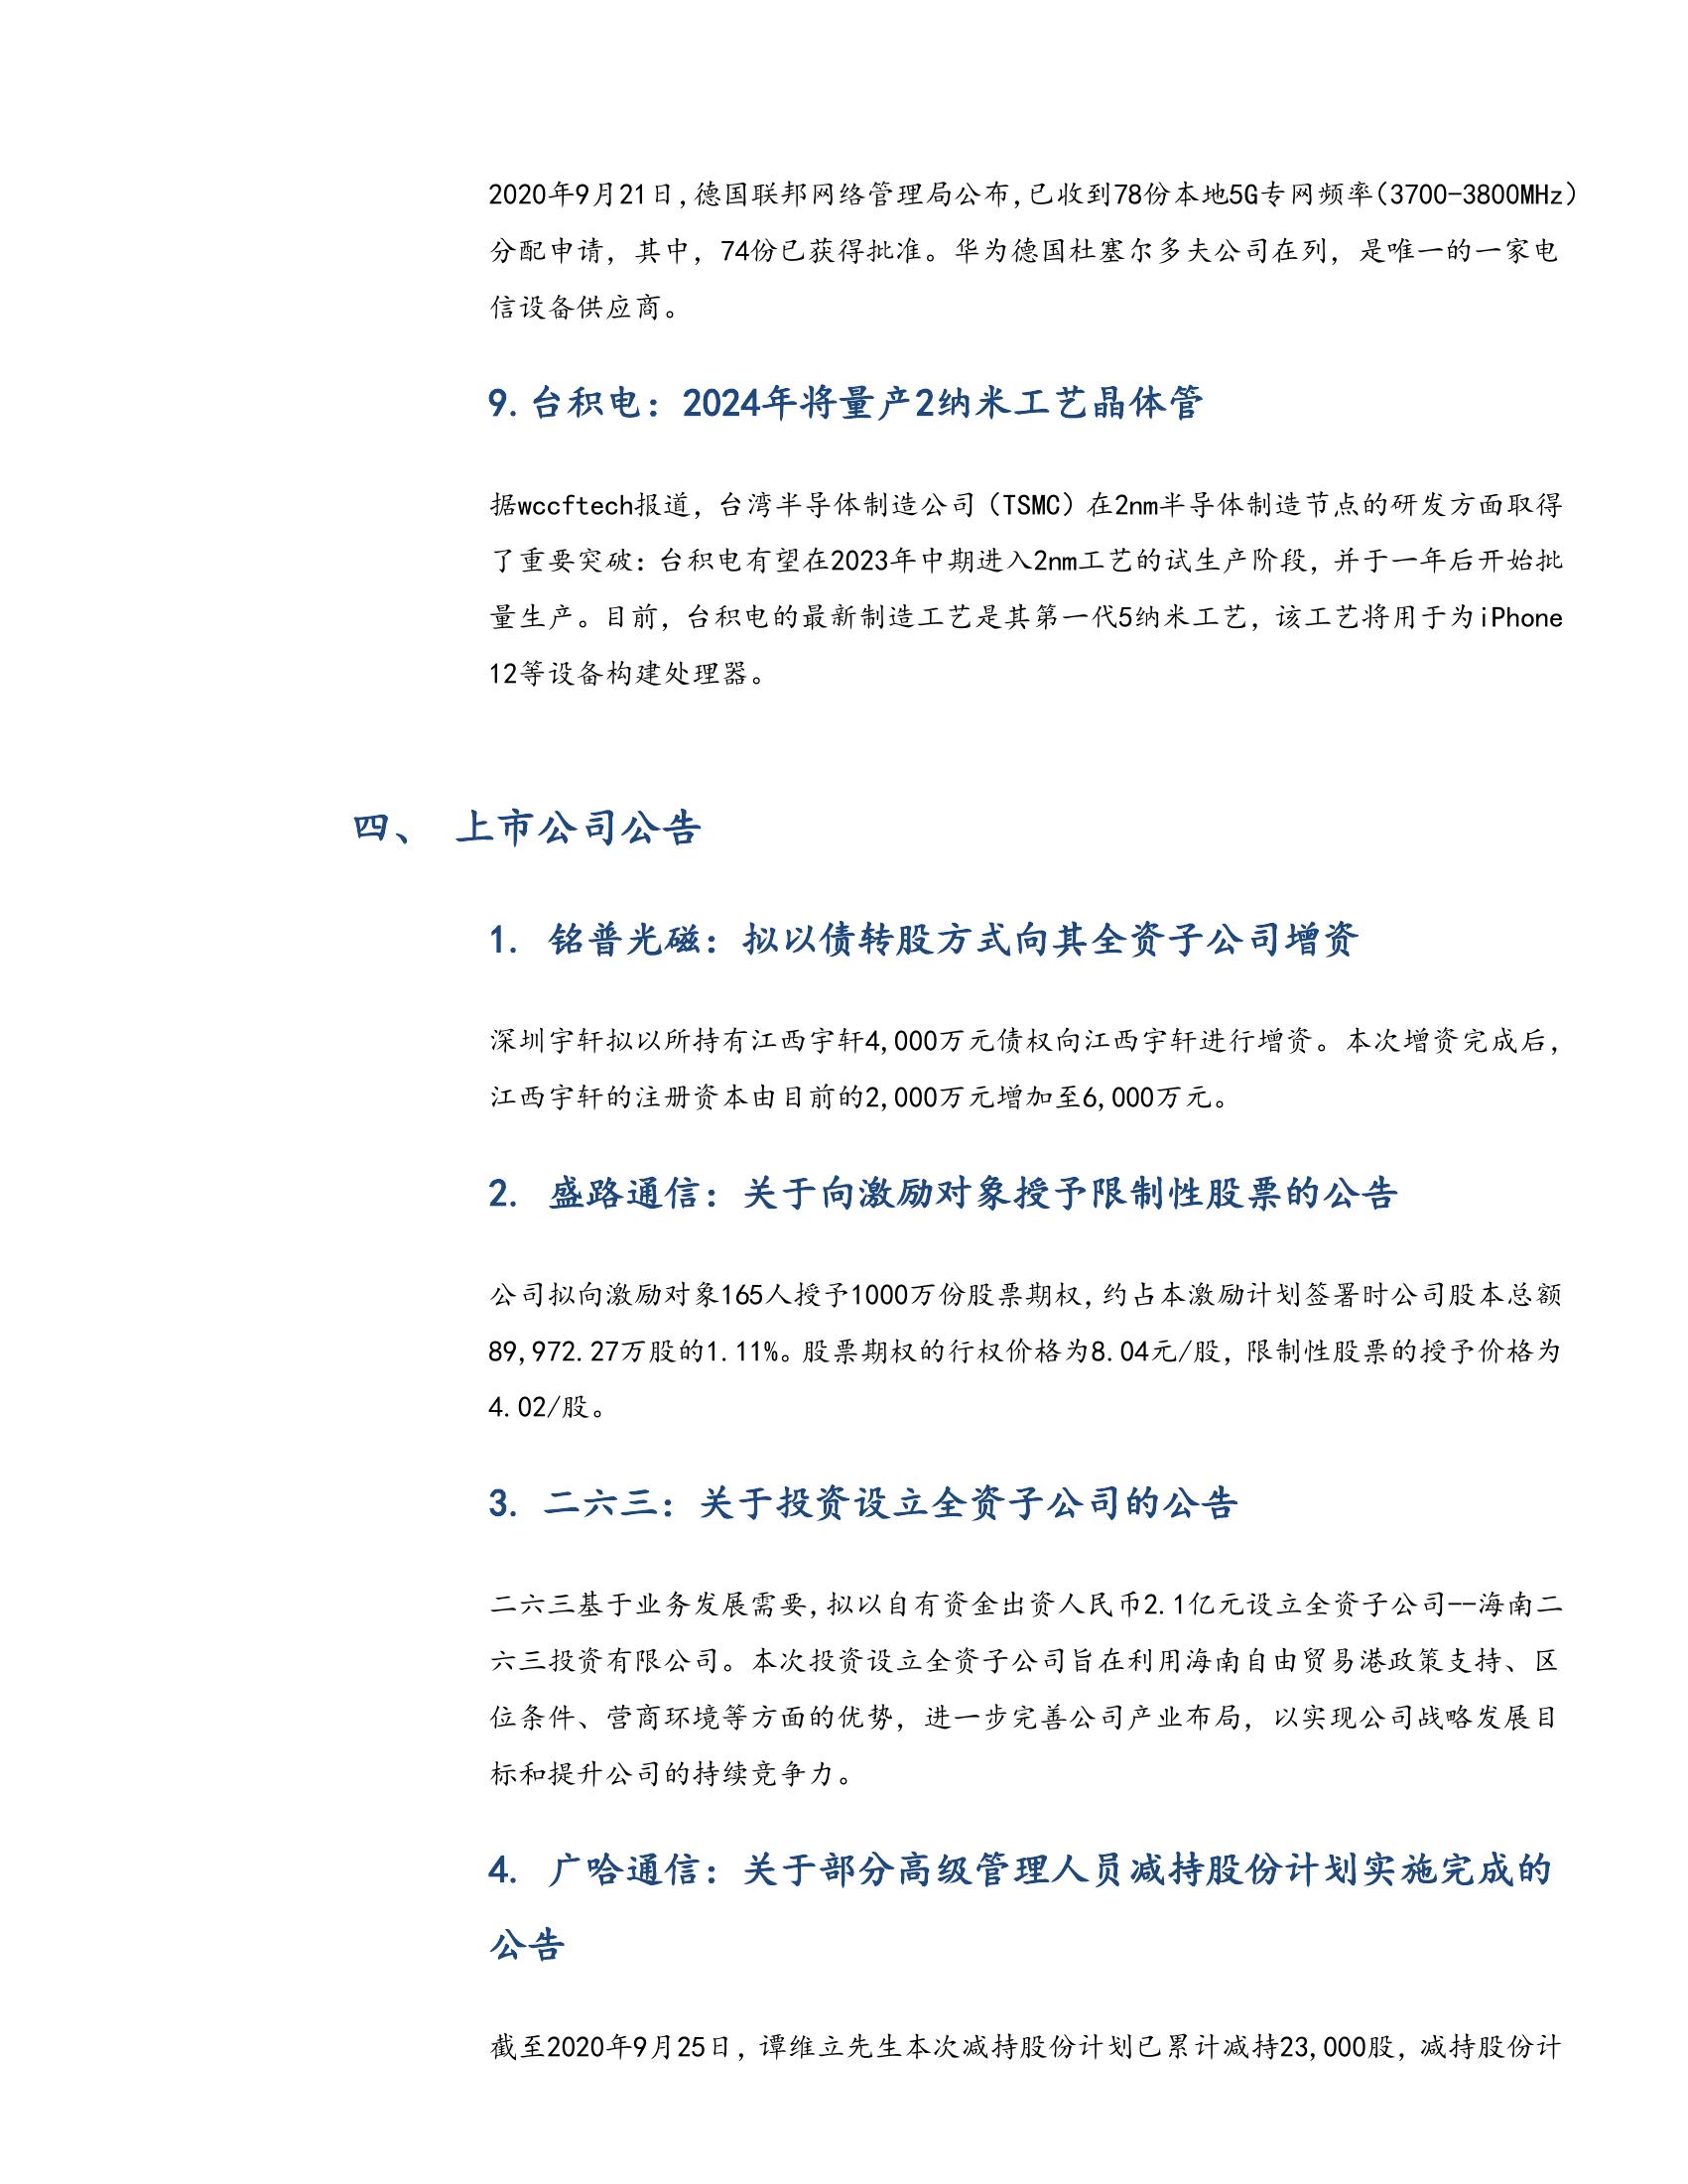 2020年9月21日,德国联邦网络管理局公布,已收到78份本地5G专网频率(3700-3800MHz)
分配申请，其中，74份已获得批准。华为德国杜塞尔多夫公司在列，是唯一的一家电
信设备供应商。
9.台积电：2024年将量产2纳米工艺晶体管
据wccftech报道，台湾半导体制造公司（TSMC）在2nm半导体制造节点的研发方面取得
了重要突破：台积电有望在2023年中期进入2nm工艺的试生产阶段，并于一年后开始批
量生产。目前，台积电的最新制造工艺是其第一代5纳米工艺，该工艺将用于为iPhone
12等设备构建处理器。
四、 上市公司公告
1. 铭普光磁：拟以债转股方式向其全资子公司增资
深圳宇轩拟以所持有江西宇轩4,000万元债权向江西宇轩进行增资。本次增资完成后，
江西宇轩的注册资本由目前的2,000万元增加至6,000万元。
2. 盛路通信：关于向激励对象授予限制性股票的公告
公司拟向激励对象165人授予1000万份股票期权,约占本激励计划签署时公司股本总额
89,972.27万股的1.11%。股票期权的行权价格为8.04元/股，限制性股票的授予价格为
4.02/股。
3. 二六三：关于投资设立全资子公司的公告
二六三基于业务发展需要,拟以自有资金出资人民币2.1亿元设立全资子公司--海南二
六三投资有限公司。本次投资设立全资子公司旨在利用海南自由贸易港政策支持、区
位条件、营商环境等方面的优势，进一步完善公司产业布局，以实现公司战略发展目
标和提升公司的持续竞争力。
4. 广哈通信：关于部分高级管理人员减持股份计划实施完成的
公告
截至2020年9月25日，谭维立先生本次减持股份计划已累计减持23,000股，减持股份计